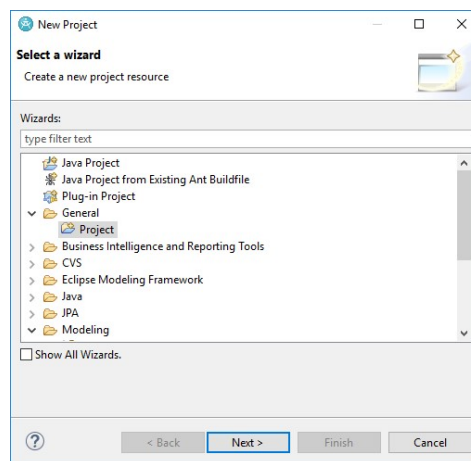 New Project
Select a wizard
Create a new project resource
Wizards:
type filter text
Java Project
Java Project from Existing Ant Buildfile
Plug-in Project
General
Project
Business Intelligence and Reporting Tools
CVS
Eclipse Modeling Framework
Java
JPA
Modeling
Show All Wizards.
< Back Next > Finish Cancel